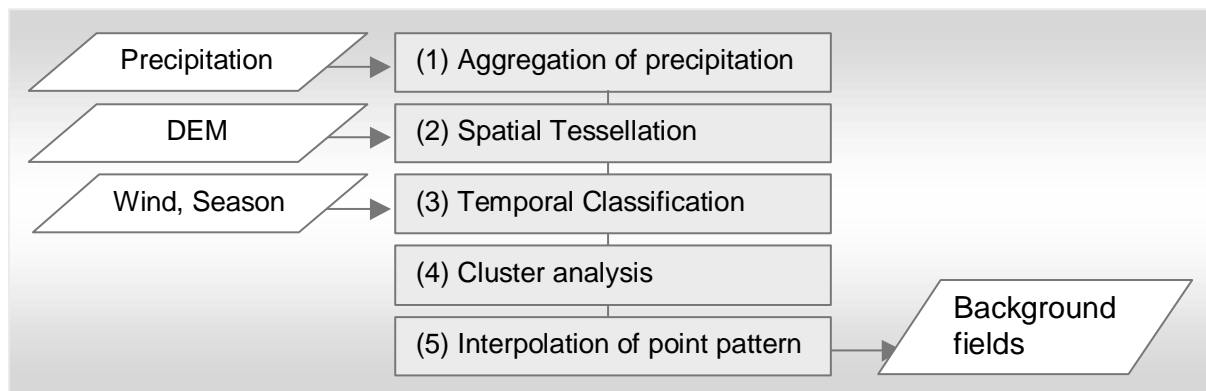 Precipitation
(1) Aggregation of precipitation
DEM
(2) Spatial Tessellation
Wind, Season
(3) Temporal Classification
(4) Cluster analysis
(5) Interpolation of point pattern
Background
fields